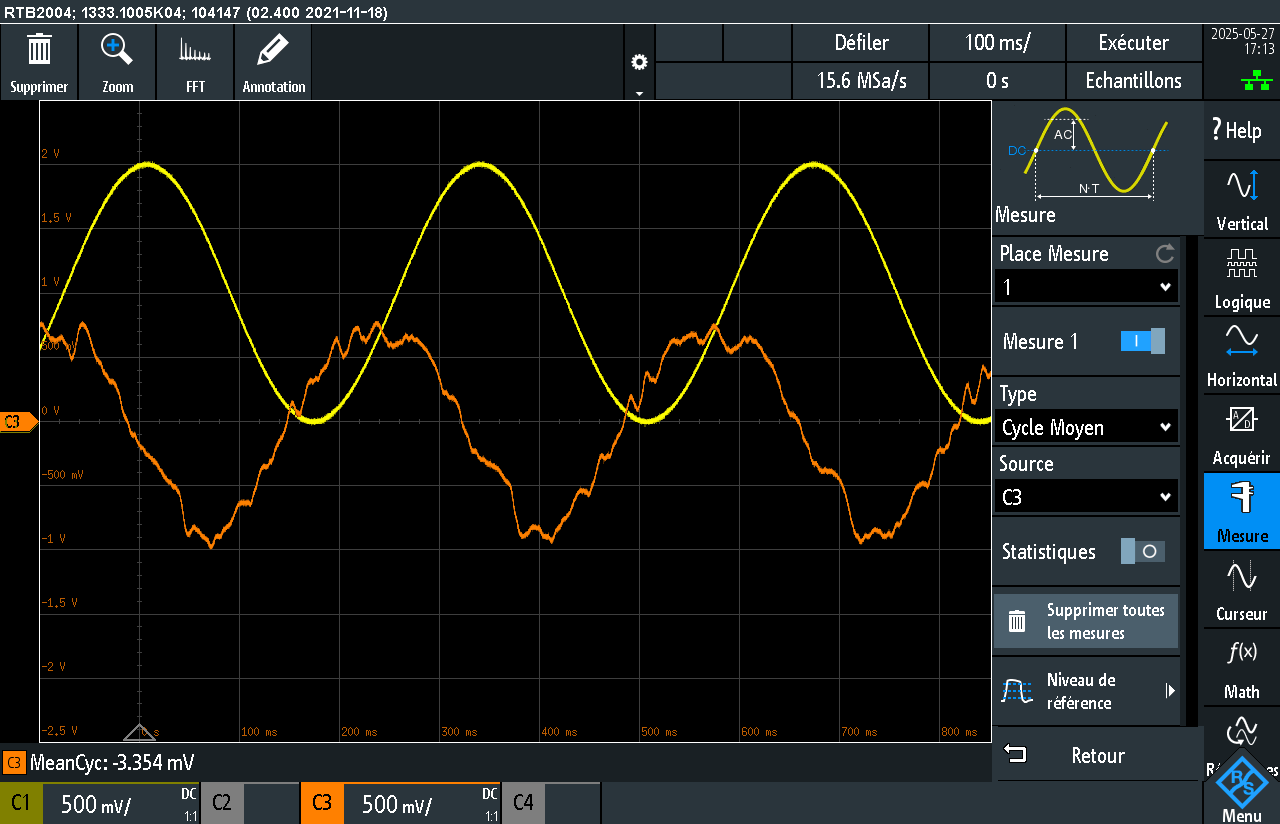 RTB2004; 1333.1005K04; 104147 (02.400 2021-11-18)
Supprimer
Zoom
FFT
Annotation
Défiler
100 ms/
Exécuter
15.6 MSa/s
0 s
Echantillons
2025-05-27
17:13
2 V
1.5 V
1 V
500 mV
0 V
-500 mV
-1 V
-1.5 V
-2 V
-2.5 V
C3
0 s
100 ms
200 ms
300 ms
400 ms
500 ms
600 ms
700 ms
800 ms
AC
DC
N·T
Mesure
Place Mesure
1
Mesure 1
Type
Cycle Moyen
Source
C3
Statistiques
Supprimer toutes
les mesures
Niveau de
référence
Retour
? Help
Vertical
Logique
Horizontal
A/D
Acquérir
Mesure
Curseur
f(x)
Math
R/S
Menu
C3 MeanCyc: -3.354 mV
C1 500 mV/ DC 1:1
C2
C3 500 mV/ DC 1:1
C4